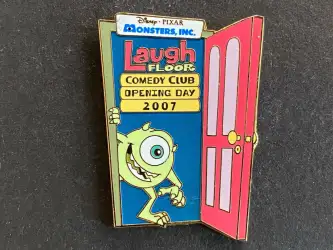 Disney · PIXAR
MONSTERS, INC.
Laugh
FLOOR
COMEDY CLUB
OPENING DAY
2007